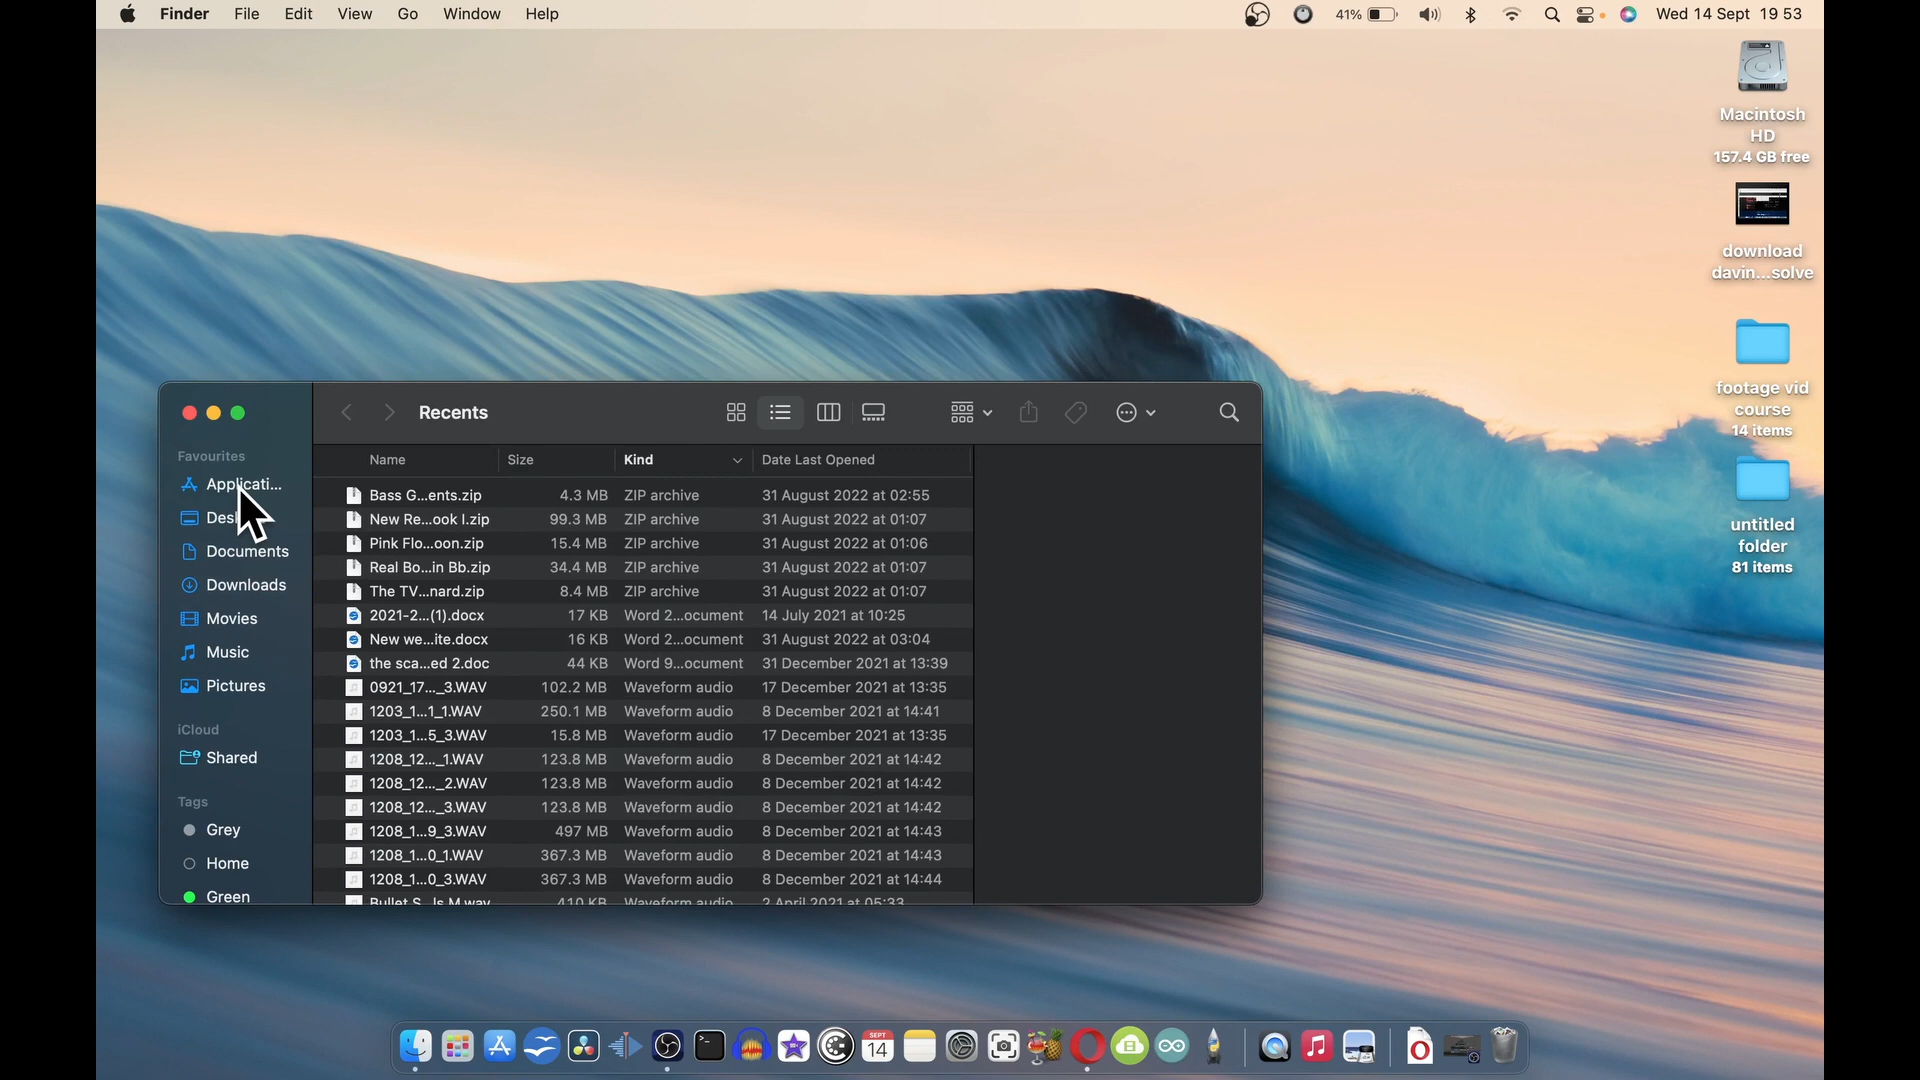 Finder File Edit View Go Window Help 41% Wed 14 Sept 19 53
Macintosh
HD
157.4 GB free
download
davin...solve
footage vid
course
14 items
untitled
folder
81 items
Recents
Favourites
Applicati...
Documents
Downloads
Movies
Music
Pictures
iCloud
Shared
Tags
Grey
Home
Green
Name Size Kind Date Last Opened
Bass G...ents.zip 4.3 MB ZIP archive 31 August 2022 at 02:55
New Re...ook I.zip 99.3 MB ZIP archive 31 August 2022 at 01:07
Pink Flo...oon.zip 15.4 MB ZIP archive 31 August 2022 at 01:06
Real Bo...in Bb.zip 34.4 MB ZIP archive 31 August 2022 at 01:07
The TV...nard.zip 8.4 MB ZIP archive 31 August 2022 at 01:07
2021-2...(1).docx 17 KB Word 2...ocument 14 July 2021 at 10:25
New we...ite.docx 16 KB Word 2...ocument 31 August 2022 at 03:04
the sca...ed 2.doc 44 KB Word 9...ocument 31 December 2021 at 13:39
0921_17..._3.WAV 102.2 MB Waveform audio 17 December 2021 at 13:35
1203_1...1_1.WAV 250.1 MB Waveform audio 8 December 2021 at 14:41
1203_1...5_3.WAV 15.8 MB Waveform audio 17 December 2021 at 13:35
1208_12..._1.WAV 123.8 MB Waveform audio 8 December 2021 at 14:42
1208_12..._2.WAV 123.8 MB Waveform audio 8 December 2021 at 14:42
1208_12..._3.WAV 123.8 MB Waveform audio 8 December 2021 at 14:42
1208_1...9_3.WAV 497 MB Waveform audio 8 December 2021 at 14:43
1208_1...0_1.WAV 367.3 MB Waveform audio 8 December 2021 at 14:43
1208_1...0_3.WAV 367.3 MB Waveform audio 8 December 2021 at 14:44
Bullet S...ls M.wav 410 KB Waveform audio 2 April 2021 at 05:33
SEPT
14